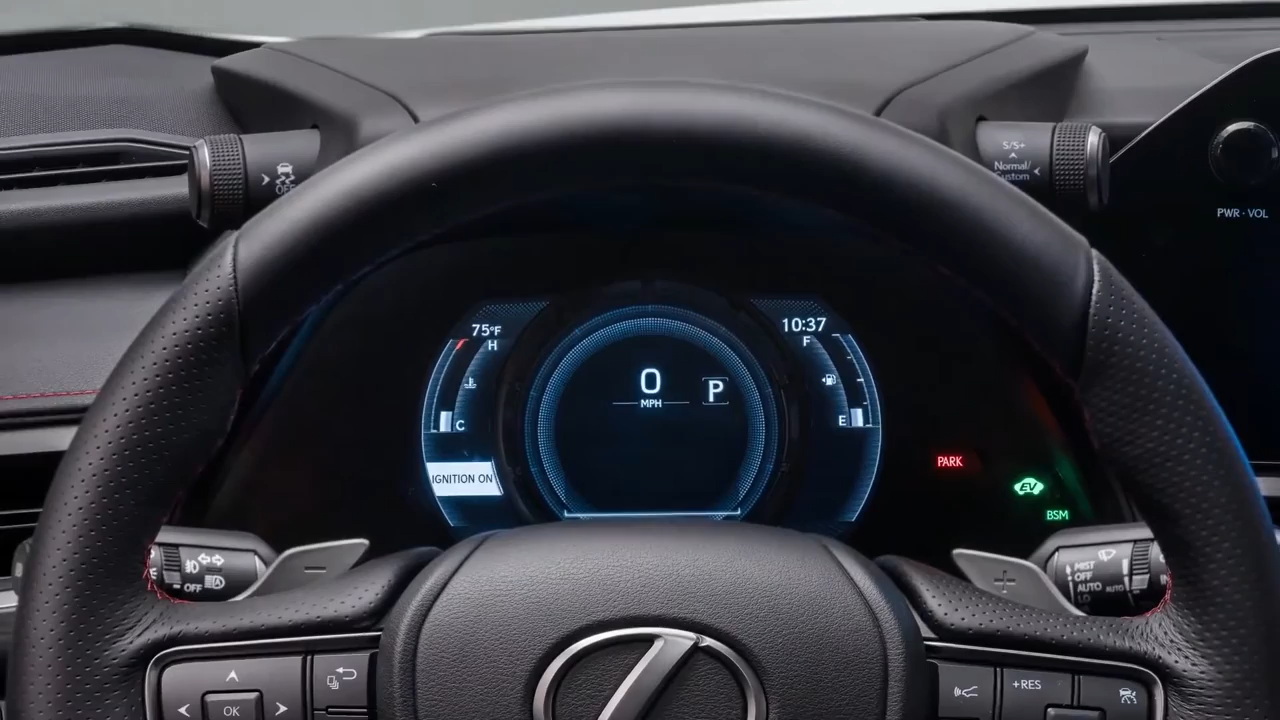 OFF
S/S+
Normal/
Custom
PWR · VOL
75°F
10:37
H
F
0
P
MPH
C
E
IGNITION ON
PARK
EV
BSM
OFF
MIST
OFF
AUTO
LO
AUTO
OK
+RES